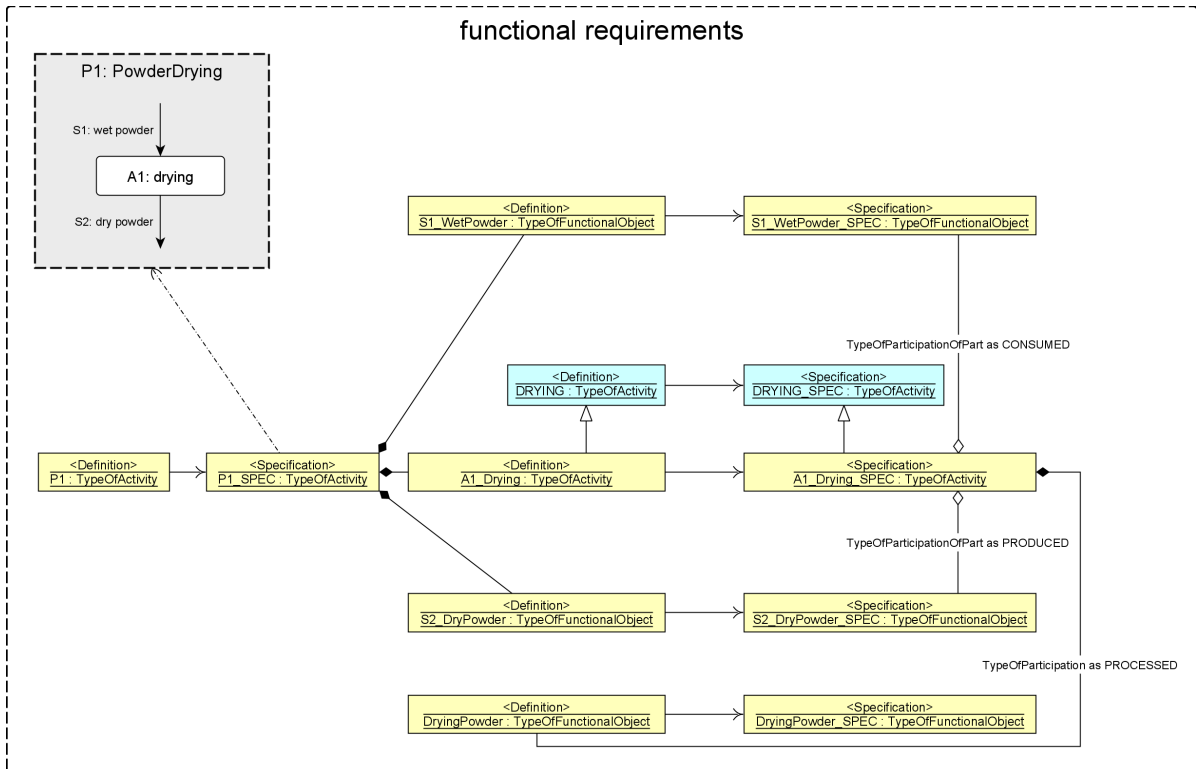 functional requirements
P1: PowderDrying
S1: wet powder
A1: drying
S2: dry powder
<Definition>
S1_WetPowder : TypeOfFunctionalObject
<Specification>
S1_WetPowder_SPEC : TypeOfFunctionalObject
TypeOfParticipationOfPart as CONSUMED
<Definition>
DRYING : TypeOfActivity
<Specification>
DRYING_SPEC : TypeOfActivity
<Definition>
P1 : TypeOfActivity
<Specification>
P1_SPEC : TypeOfActivity
<Definition>
A1_Drying : TypeOfActivity
<Specification>
A1_Drying_SPEC : TypeOfActivity
TypeOfParticipationOfPart as PRODUCED
<Definition>
S2_DryPowder : TypeOfFunctionalObject
<Specification>
S2_DryPowder_SPEC : TypeOfFunctionalObject
TypeOfParticipation as PROCESSED
<Definition>
DryingPowder : TypeOfFunctionalObject
<Specification>
DryingPowder_SPEC : TypeOfFunctionalObject